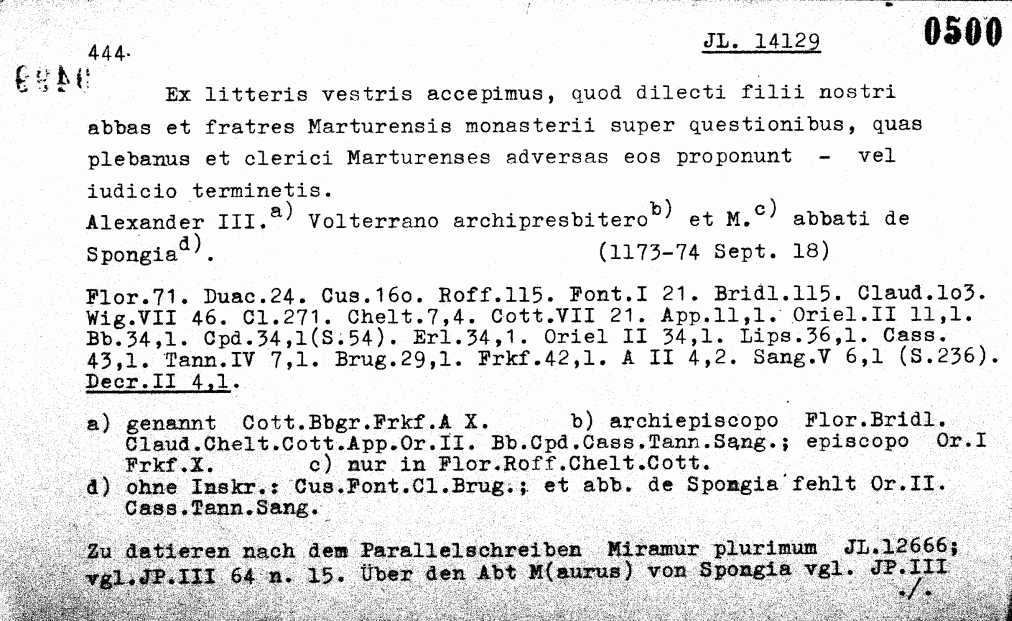 444.
JL. 14129
0500
Ex litteris vestris accepimus, quod dilecti filii nostri
abbas et fratres Marturensis monasterii super questionibus, quas
plebanus et clerici Marturenses adversas eos proponunt - vel
iudicio terminetis.
Alexander III.a) Volterrano archipresbiterob) et M.c) abbati de
Spongiad). (1173-74 Sept. 18)
Flor.71. Duac.24. Cus.16o. Roff.115. Font.I 21. Bridl.115. Claud.1o3.
Wig.VII 46. Cl.271. Chelt.7,4. Cott.VII 21. App.11,1. Oriel.II 11,1.
Bb.34,1. Cpd.34,1(S.54). Erl.34,1. Oriel II 34,1. Lips.36,1. Cass.
43,1. Tann.IV 7,1. Brug.29,1. Frkf.42,1. A II 4,2. Sang.V 6,1 (S.236).
Decr.II 4,1.
a) genannt Cott.Bbgr.Frkf.A X. b) archiepiscopo Flor.Bridl.
Claud.Chelt.Cott.App.Or.II. Bb.Cpd.Cass.Tann.Sang.; episcopo Or.I
Frkf.X. c) nur in Flor.Roff.Chelt.Cott.
d) ohne Inskr.: Cus.Font.Cl.Brug.; et abb. de Spongia fehlt Or.II.
Cass.Tann.Sang.
Zu datieren nach dem Parallelschreiben Miramur plurimum JL.12666;
vgl.JP.III 64 n. 15. Über den Abt M(aurus) von Spongia vgl. JP.III
./.